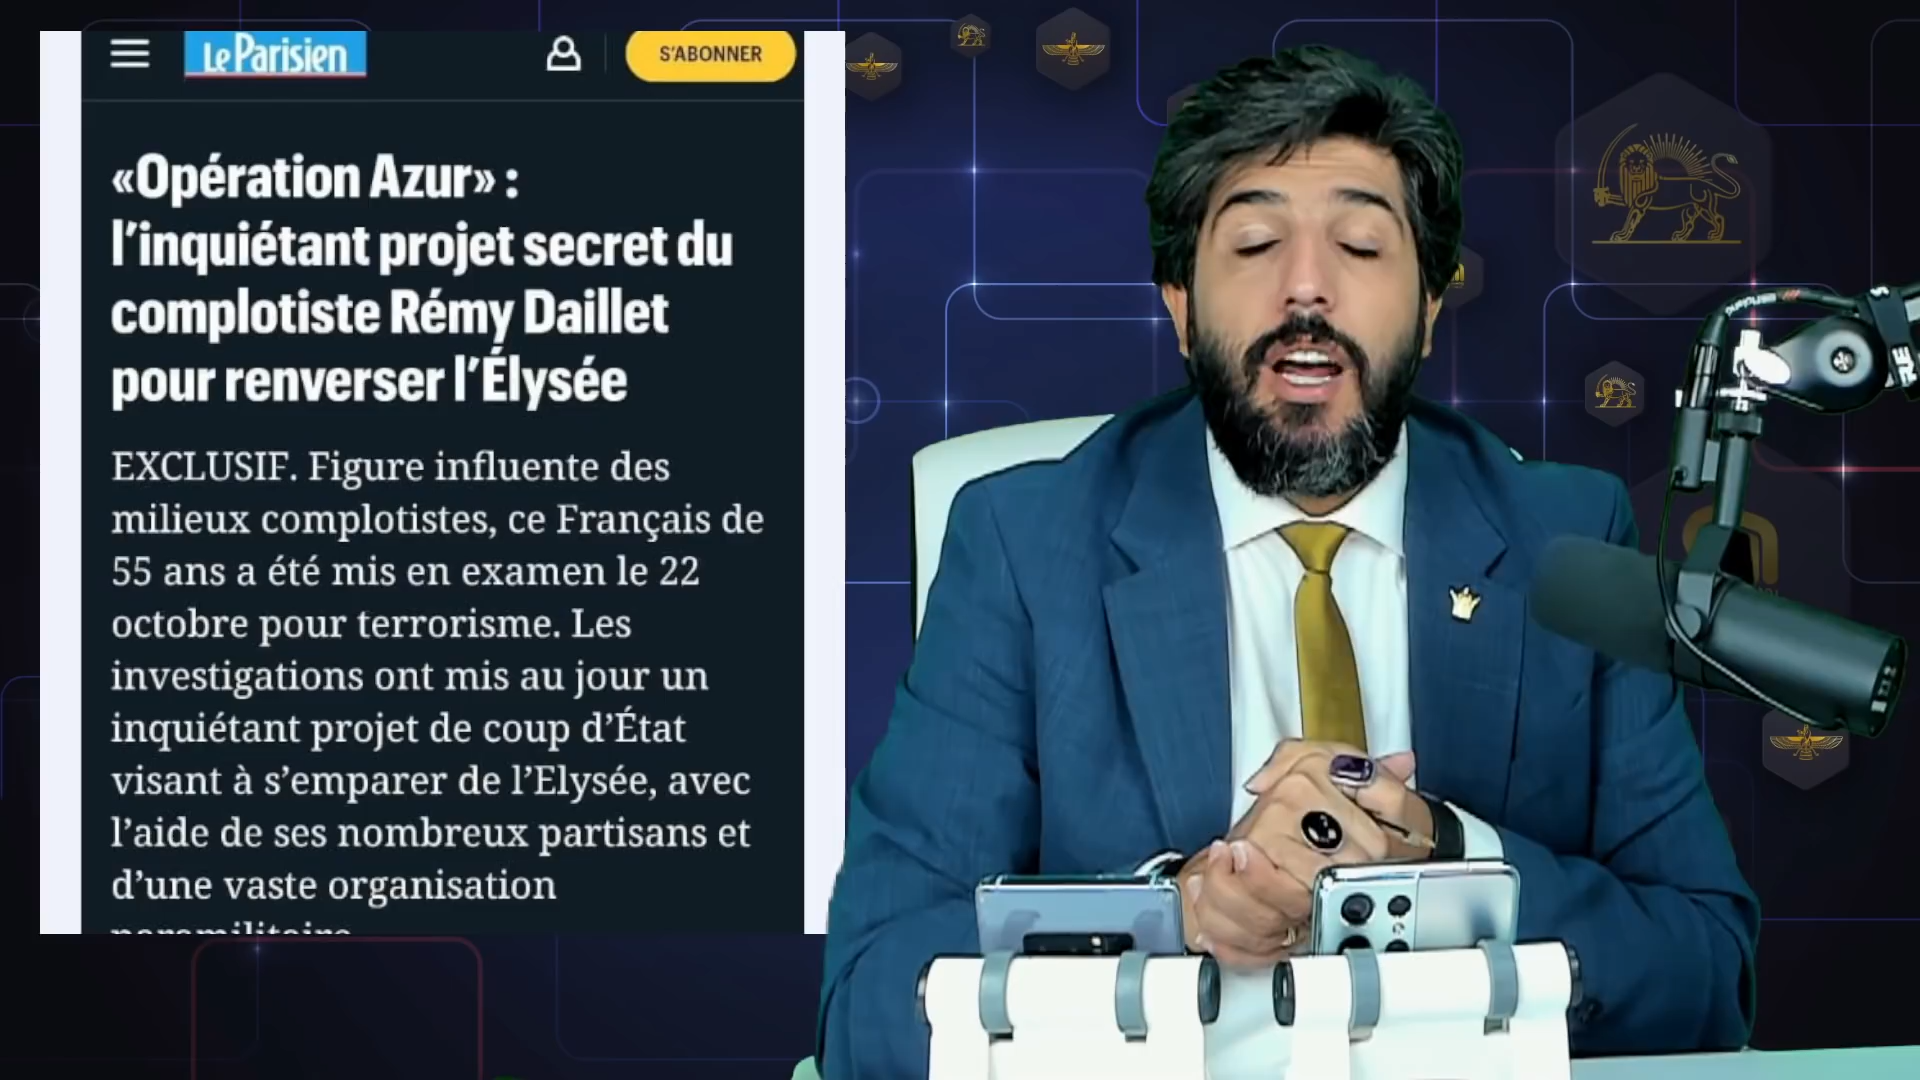 Le Parisien
S'ABONNER
«Opération Azur» :
l'inquiétant projet secret du
complotiste Rémy Daillet
pour renverser l'Élysée
EXCLUSIF. Figure influente des
milieux complotistes, ce Français de
55 ans a été mis en examen le 22
octobre pour terrorisme. Les
investigations ont mis au jour un
inquiétant projet de coup d’État
visant à s’emparer de l’Elysée, avec
l’aide de ses nombreux partisans et
d’une vaste organisation